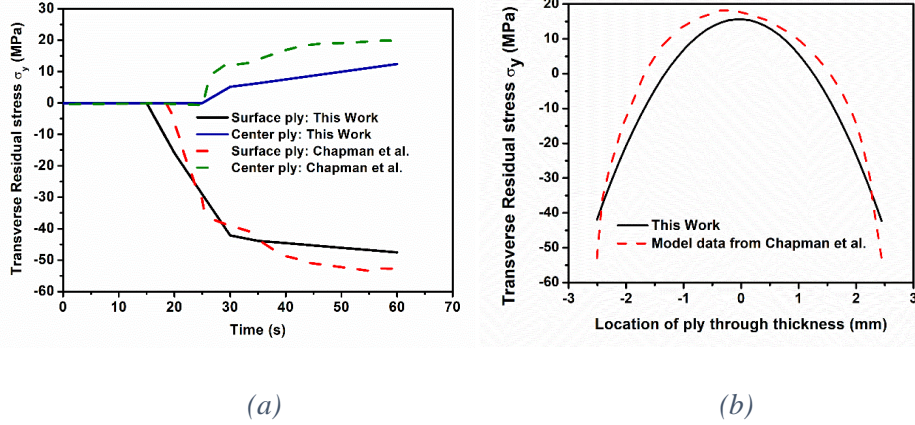 30
20
10
0
-10
-20
-30
-40
-50
-60
0 10 20 30 40 50 60 70
Transverse Residual stress σy (MPa)
Time (s)
Surface ply: This Work
Center ply: This Work
Surface ply: Chapman et al.
Center ply: Chapman et al.
(a)
20
10
0
-10
-20
-30
-40
-50
-60
-3 -2 -1 0 1 2 3
Transverse Residual stress σy (MPa)
Location of ply through thickness (mm)
This Work
Model data from Chapman et al.
(b)